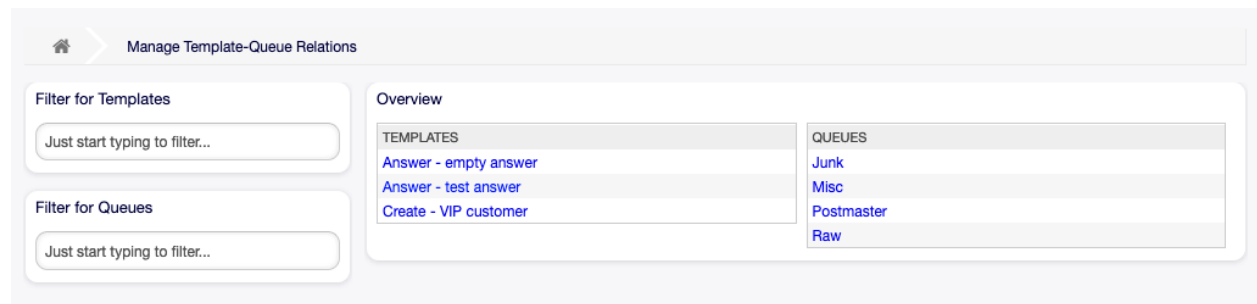 Manage Template-Queue Relations
Filter for Templates
Just start typing to filter...
Filter for Queues
Just start typing to filter...
Overview
TEMPLATES
Answer - empty answer
Answer - test answer
Create - VIP customer
QUEUES
Junk
Misc
Postmaster
Raw